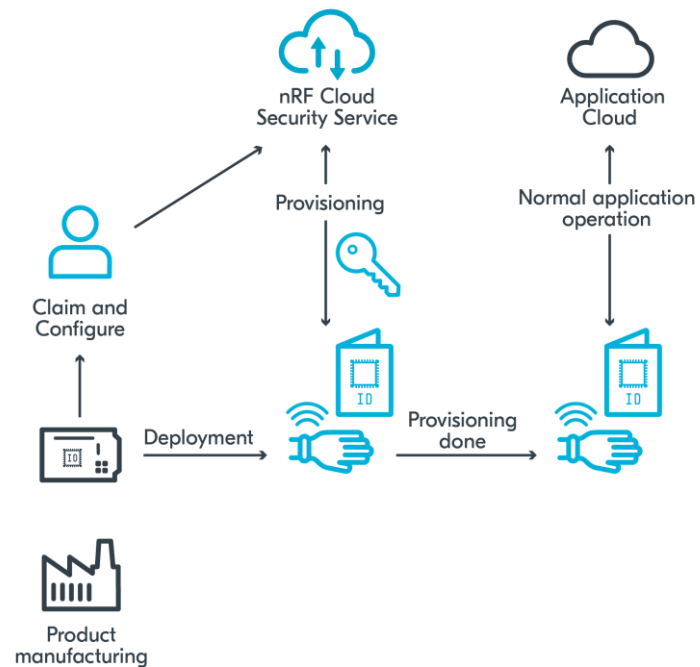 nRF Cloud
Security Service
Application
Cloud
Provisioning
Normal application
operation
Claim and
Configure
ID
Deployment
ID
Provisioning
done
ID
Product
manufacturing